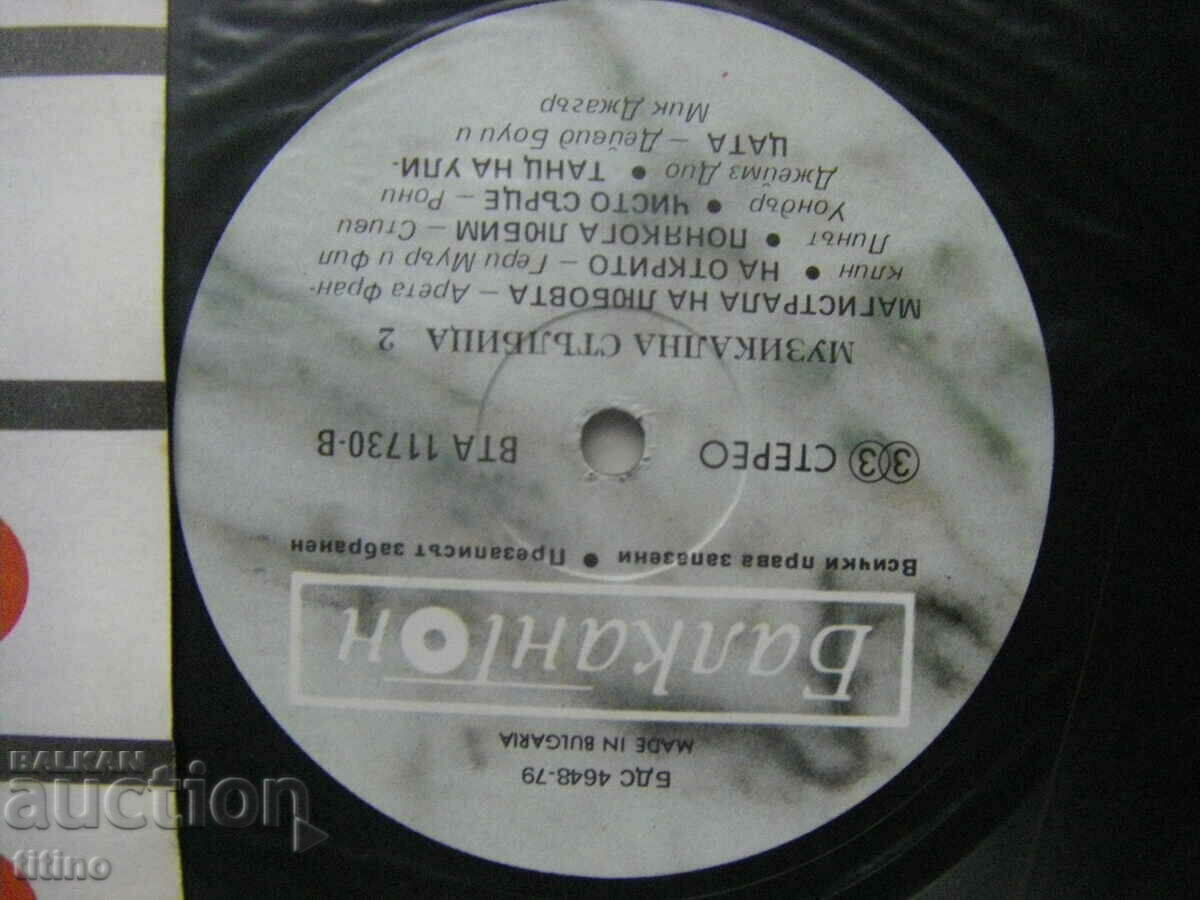 БДС 4648-79
MADE IN BULGARIA
Балкантон
Всички права запазени • Презаписът забранен
33 СТЕРЕО ВТА 11730-В
МУЗИКАЛНА СТЪЛБИЦА 2
МАГИСТРАЛА НА ЛЮБОВТА – Арета Фран-
клин • НА ОТКРИТО – Гери Муър и Фил
Линът • ПОНЯКОГА ЛЮБИМ – Стиви
Уондър • ЧИСТО СЪРЦЕ – Рони
Джеймз Дио • ТАНЦ НА УЛИ-
ЦАТА – Дейвид Боуи и
Мик Джагър
BALKAN
auction
titino